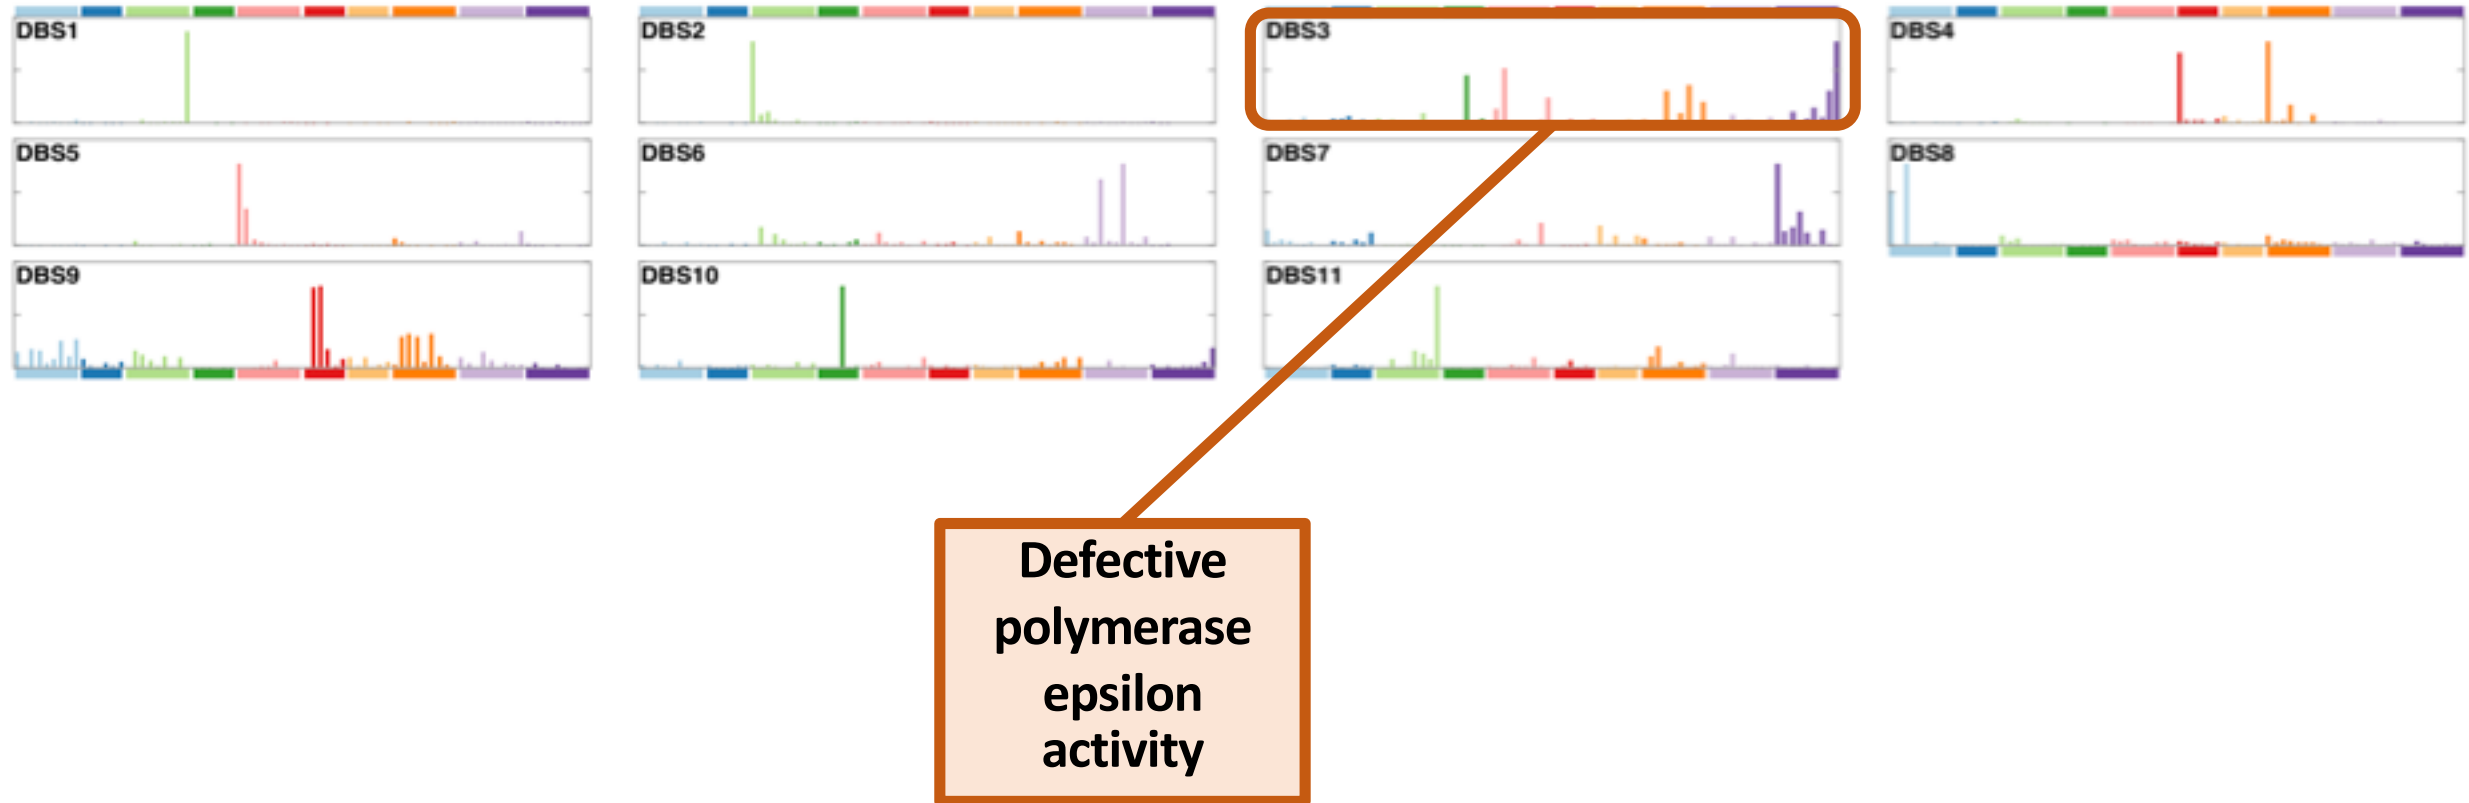 DBS1
DBS2
DBS3
DBS4
DBS5
DBS6
DBS7
DBS8
DBS9
DBS10
DBS11
Defective
polymerase
epsilon
activity